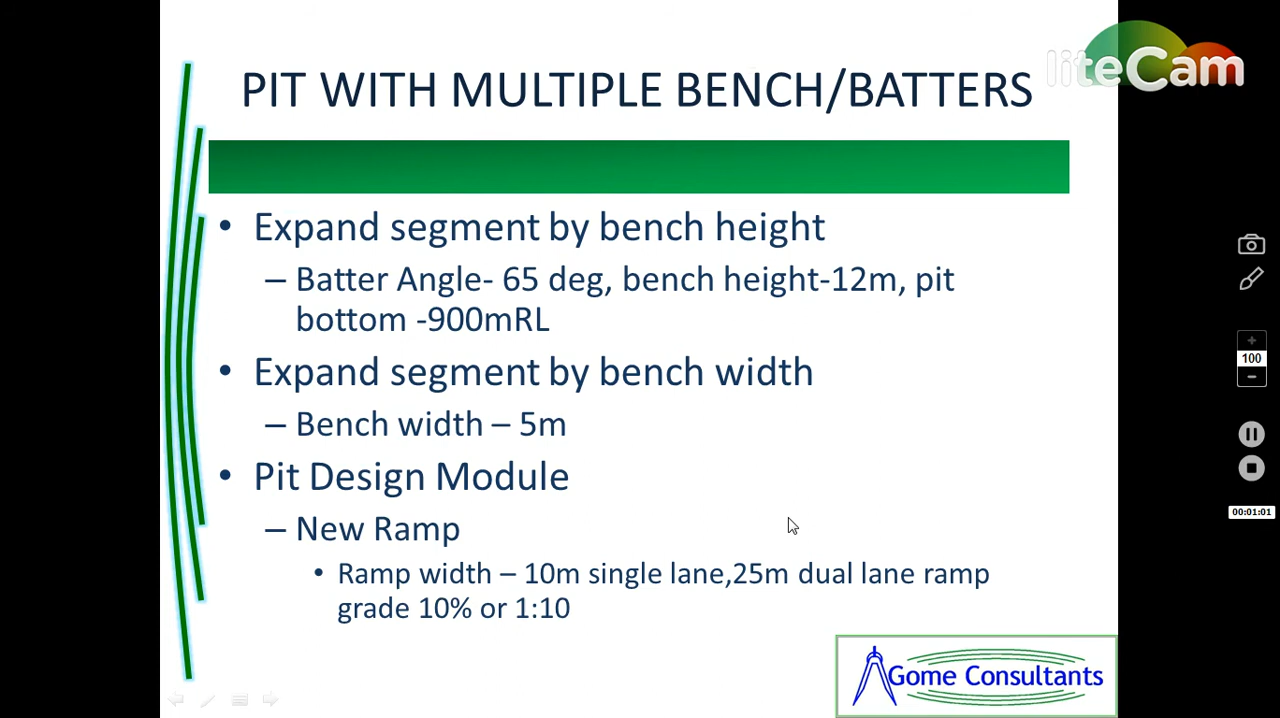 liteCam
PIT WITH MULTIPLE BENCH/BATTERS
• Expand segment by bench height
– Batter Angle- 65 deg, bench height-12m, pit
bottom -900mRL
• Expand segment by bench width
– Bench width – 5m
• Pit Design Module
– New Ramp
• Ramp width – 10m single lane,25m dual lane ramp
grade 10% or 1:10
Gome Consultants
100
00:01:01